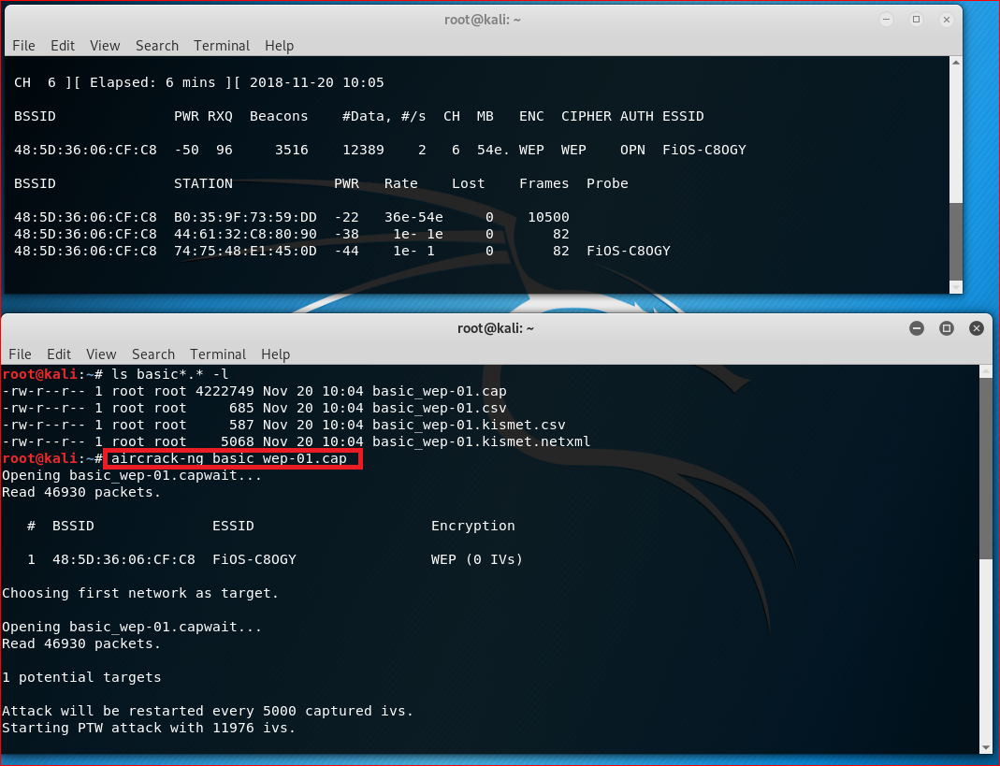 root@kali: ~
File Edit View Search Terminal Help
CH 6 ][ Elapsed: 6 mins ][ 2018-11-20 10:05
BSSID PWR RXQ Beacons #Data, #/s CH MB ENC CIPHER AUTH ESSID
48:5D:36:06:CF:C8 -50 96 3516 12389 2 6 54e. WEP WEP OPN FiOS-C8OGY
BSSID STATION PWR Rate Lost Frames Probe
48:5D:36:06:CF:C8 B0:35:9F:73:59:DD -22 36e-54e 0 10500
48:5D:36:06:CF:C8 44:61:32:C8:80:90 -38 1e- 1e 0 82
48:5D:36:06:CF:C8 74:75:48:E1:45:0D -44 1e- 1 0 82 FiOS-C8OGY
root@kali: ~
File Edit View Search Terminal Help
root@kali:~# ls basic*.* -l
-rw-r--r-- 1 root root 4222749 Nov 20 10:04 basic_wep-01.cap
-rw-r--r-- 1 root root 685 Nov 20 10:04 basic_wep-01.csv
-rw-r--r-- 1 root root 587 Nov 20 10:04 basic_wep-01.kismet.csv
-rw-r--r-- 1 root root 5068 Nov 20 10:04 basic_wep-01.kismet.netxml
root@kali:~# aircrack-ng basic_wep-01.cap
Opening basic_wep-01.capwait...
Read 46930 packets.
# BSSID ESSID Encryption
1 48:5D:36:06:CF:C8 FiOS-C8OGY WEP (0 IVs)
Choosing first network as target.
Opening basic_wep-01.capwait...
Read 46930 packets.
1 potential targets
Attack will be restarted every 5000 captured ivs.
Starting PTW attack with 11976 ivs.